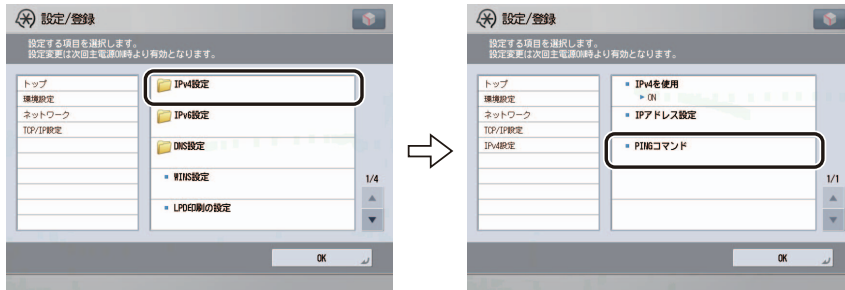 設定/登録
設定する項目を選択します。
設定変更は次回主電源ON時より有効となります。
トップ
環境設定
ネットワーク
TCP/IP設定
IPv4設定
IPv6設定
DNS設定
WINS設定
LPD印刷の設定
1/4
OK
設定/登録
設定する項目を選択します。
設定変更は次回主電源ON時より有効となります。
トップ
環境設定
ネットワーク
TCP/IP設定
IPv4設定
IPv4を使用
ON
IPアドレス設定
PINGコマンド
1/1
OK